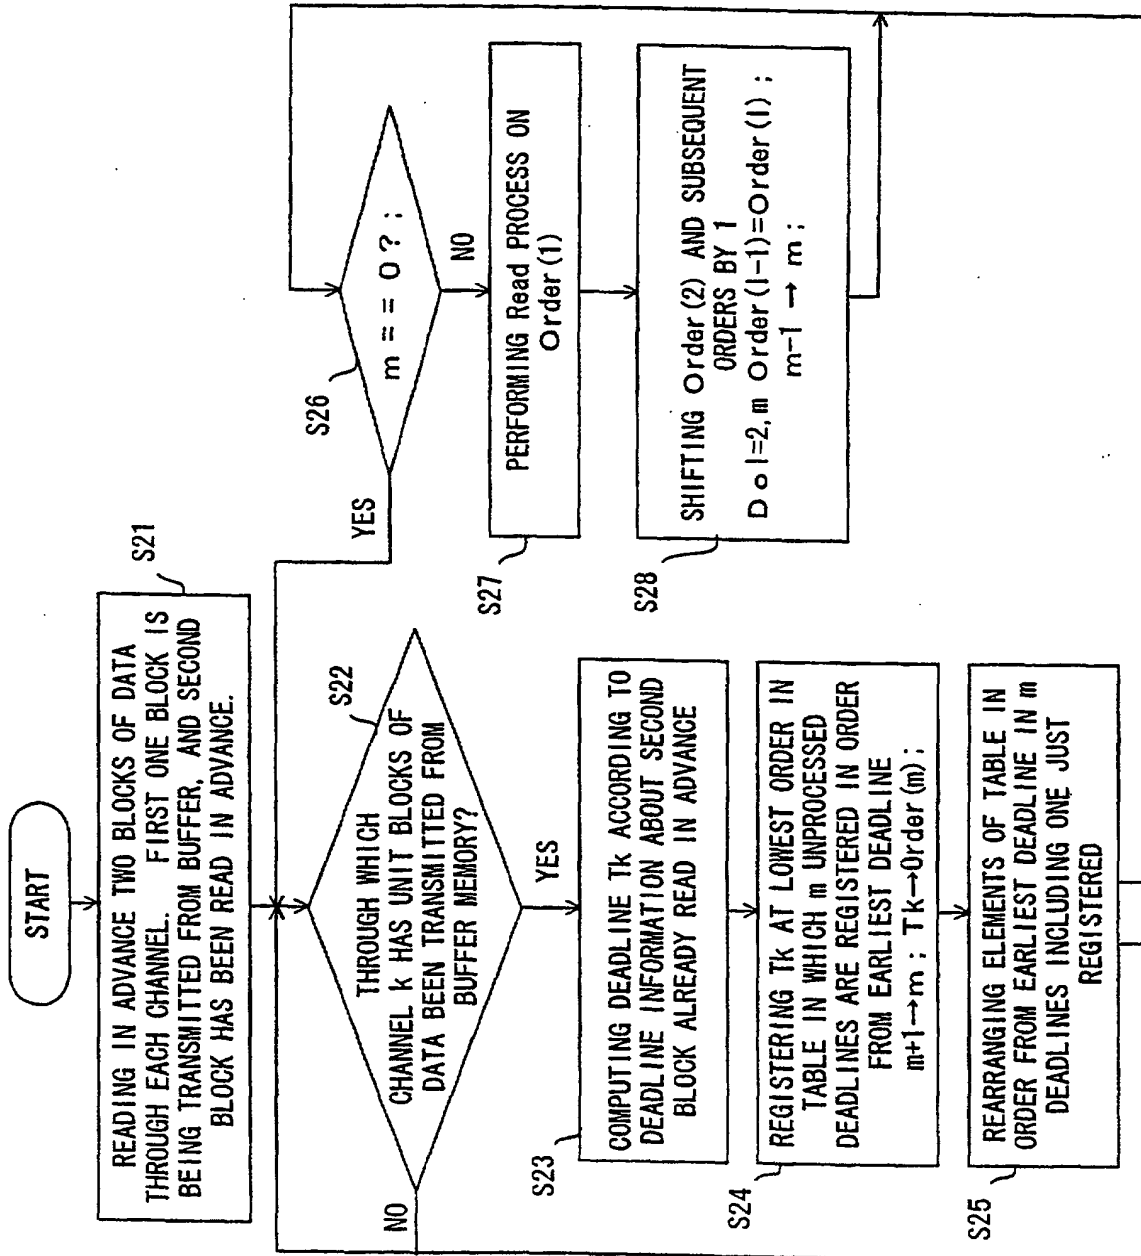 START
READING IN ADVANCE TWO BLOCKS OF DATA
THROUGH EACH CHANNEL. FIRST ONE BLOCK IS
BEING TRANSMITTED FROM BUFFER, AND SECOND
BLOCK HAS BEEN READ IN ADVANCE.
S21
THROUGH WHICH
CHANNEL k HAS UNIT BLOCKS OF
DATA BEEN TRANSMITTED FROM
BUFFER MEMORY?
S22
NO
YES
COMPUTING DEADLINE Tk ACCORDING TO
DEADLINE INFORMATION ABOUT SECOND
BLOCK ALREADY READ IN ADVANCE
S23
REGISTERING Tk AT LOWEST ORDER IN
TABLE IN WHICH m UNPROCESSED
DEADLINES ARE REGISTERED IN ORDER
FROM EARLIEST DEADLINE
m+1→m; Tk→Order(m);
S24
REARRANGING ELEMENTS OF TABLE IN
ORDER FROM EARLIEST DEADLINE IN m
DEADLINES INCLUDING ONE JUST
REGISTERED
S25
S26
m==0?;
YES
NO
PERFORMING Read PROCESS ON
Order(1)
S27
SHIFTING Order(2) AND SUBSEQUENT
ORDERS BY 1
Do l=2,m Order(l-1)=Order(l);
m-1 → m;
S28